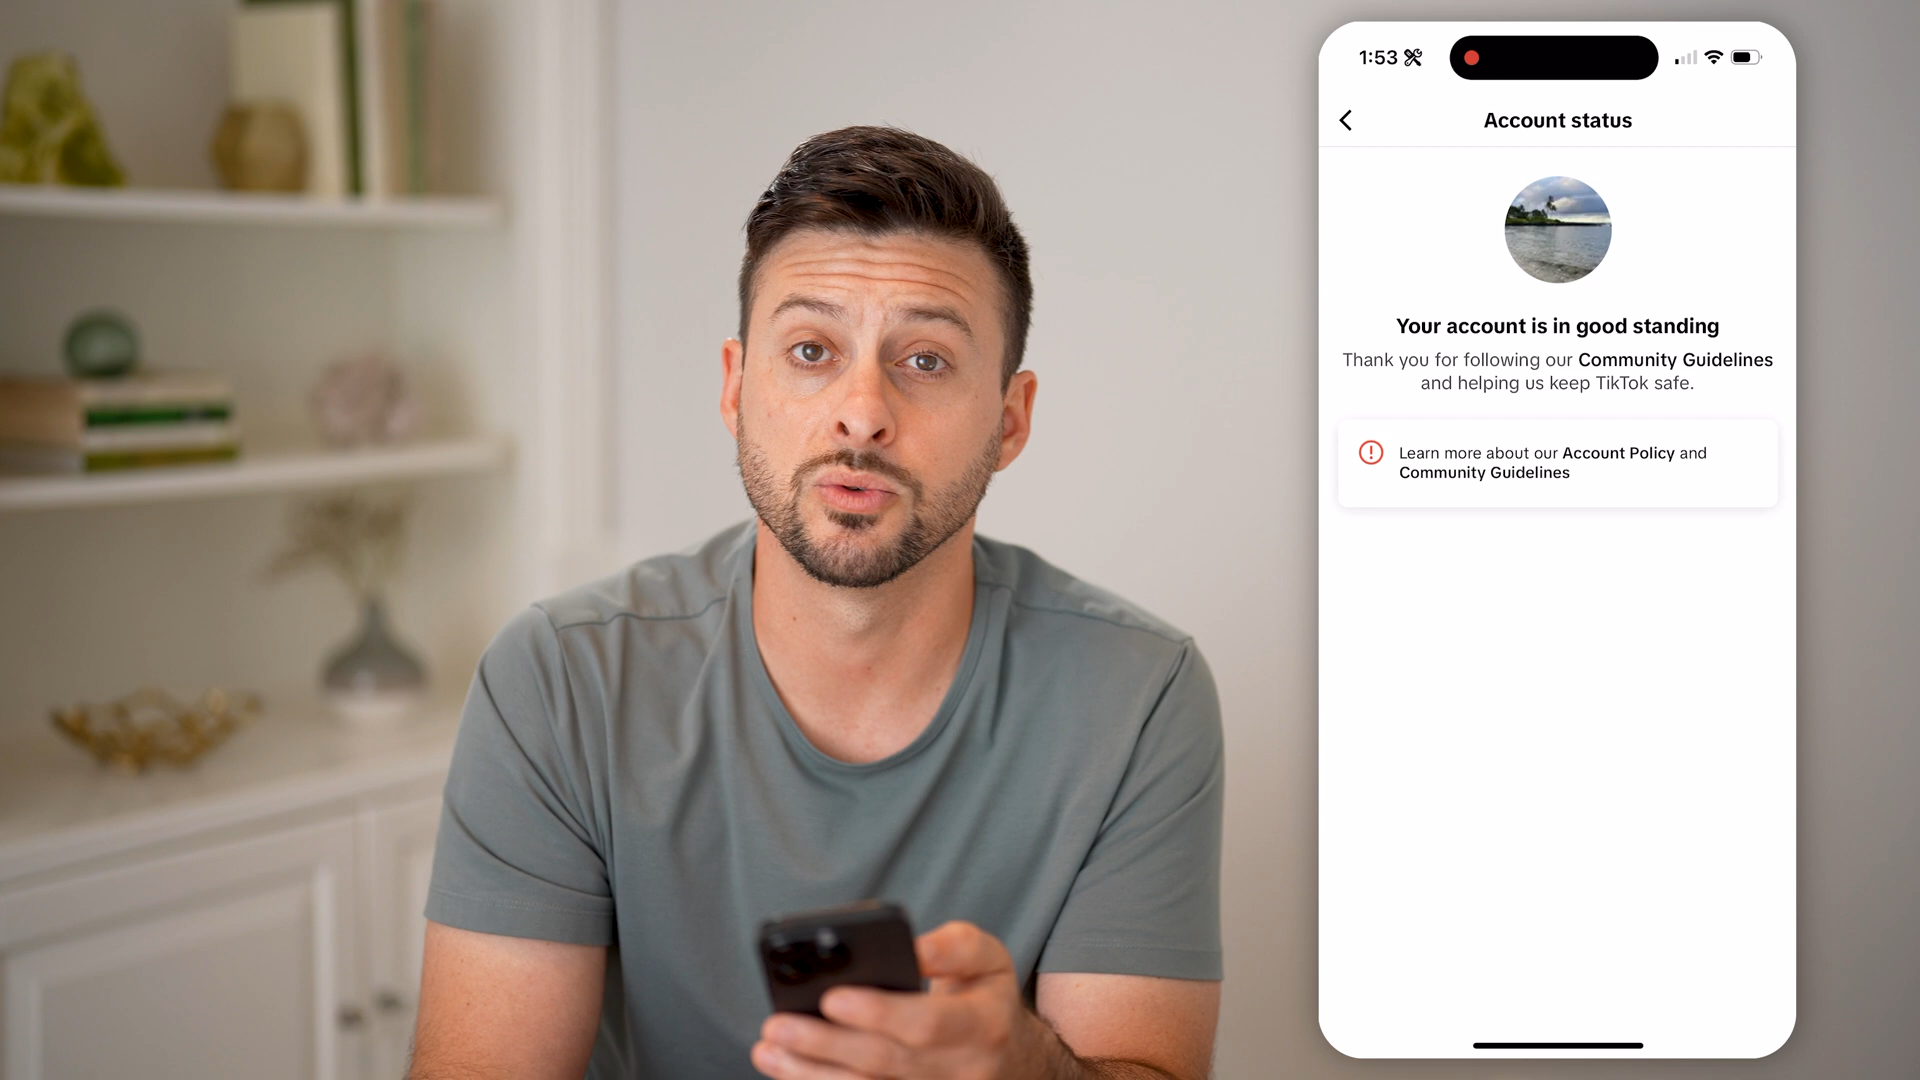 1:53
Account status
Your account is in good standing
Thank you for following our Community Guidelines
and helping us keep TikTok safe.
Learn more about our Account Policy and
Community Guidelines